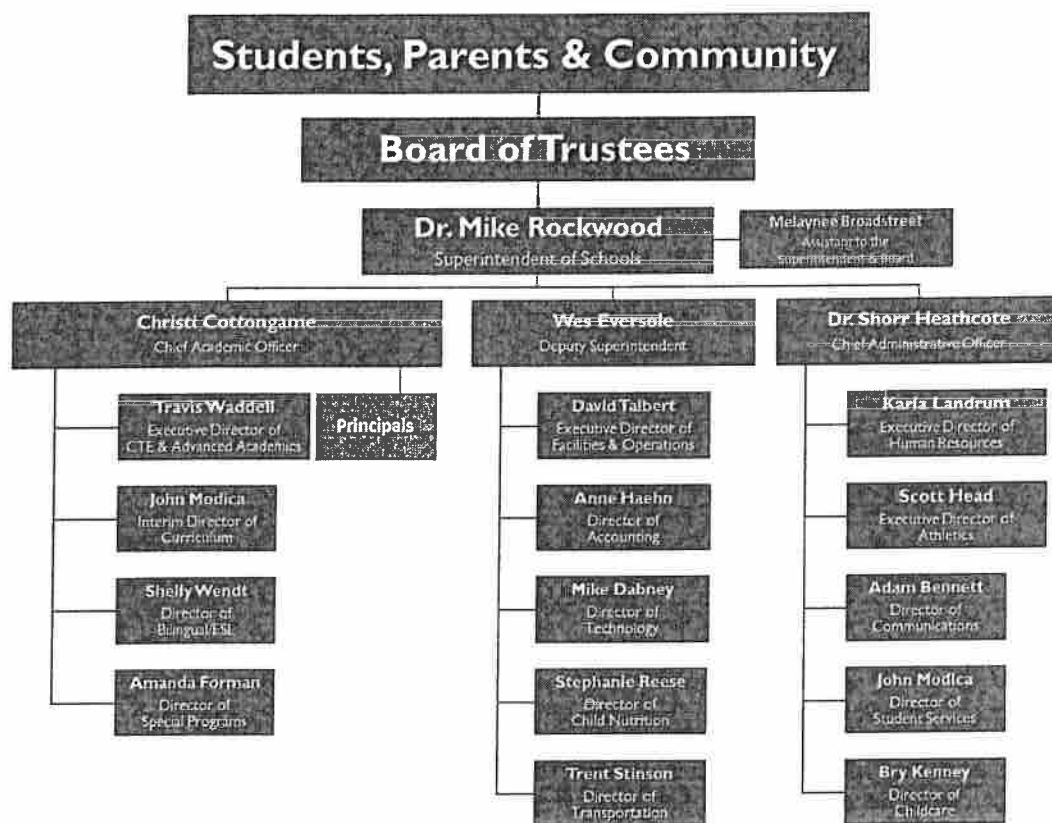 Students, Parents & Community
Board of Trustees
Dr. Mike Rockwood
Superintendent of Schools
Melaynee Broadstreet
Assistant to the
Superintendent & Board
Christi Cottongame
Chief Academic Officer
Wes Eversole
Deputy Superintendent
Dr. Shorr Heathcote
Chief Administrative Officer
Travis Waddell
Executive Director of
CTE & Advanced Academics
Principals
John Modica
Interim Director of
Curriculum
Shelly Wendt
Director of
Bilingual/ESL
Amanda Forman
Director of
Special Programs
David Talbert
Executive Director of
Facilities & Operations
Anne Haehn
Director of
Accounting
Mike Dabney
Director of
Technology
Stephanie Reese
Director of
Child Nutrition
Trent Stinson
Director of
Transportation
Karla Landrum
Executive Director of
Human Resources
Scott Head
Executive Director of
Athletics
Adam Bennett
Director of
Communications
John Modica
Director of
Student Services
Bry Kenney
Director of
Childcare